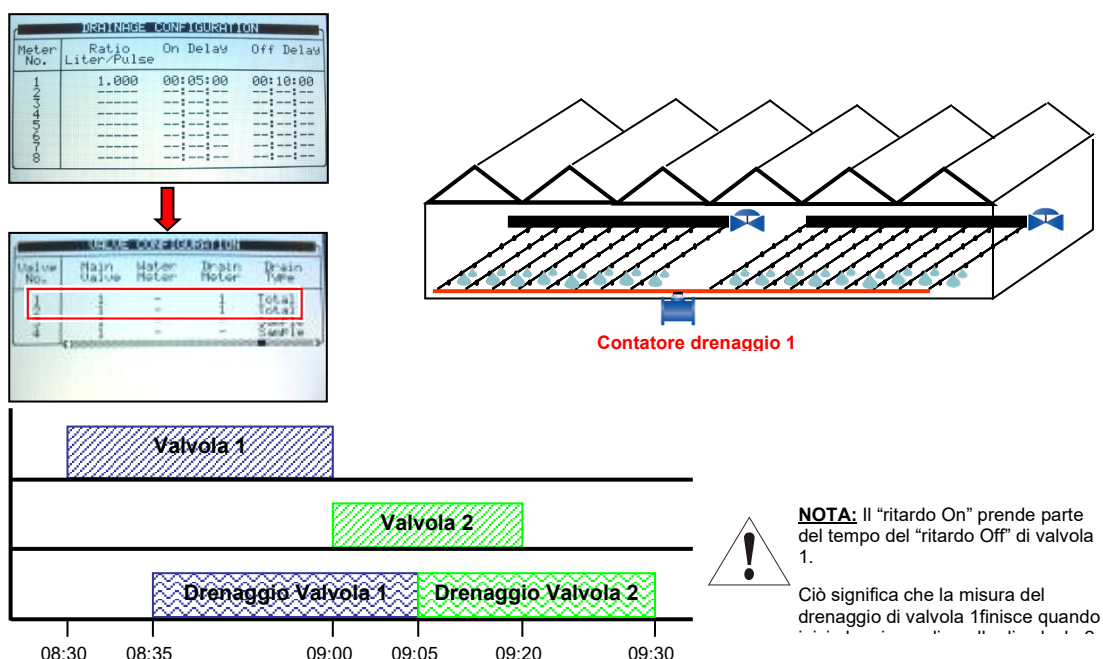 DRAINAGE CONFIGURATION
Meter No. Ratio Liter/Pulse On Delay Off Delay
1 1.000 00:05:00 00:10:00
2 ----- --:--:-- --:--:--
3 ----- --:--:-- --:--:--
4 ----- --:--:-- --:--:--
5 ----- --:--:-- --:--:--
6 ----- --:--:-- --:--:--
7 ----- --:--:-- --:--:--
8 ----- --:--:-- --:--:--
VALVE CONFIGURATION
Valve No. Main Valve Water Meter Drain Meter Drain Type
1 1 - 1 Total
2 1 - 1 Total
4 1 - - Sample
Contatore drenaggio 1
Valvola 1
Valvola 2
Drenaggio Valvola 1 Drenaggio Valvola 2
08:30 08:35 09:00 09:05 09:20 09:30
NOTA: Il “ritardo On” prende parte
del tempo del “ritardo Off” di valvola
1.
Ciò significa che la misura del
drenaggio di valvola 1finisce quando